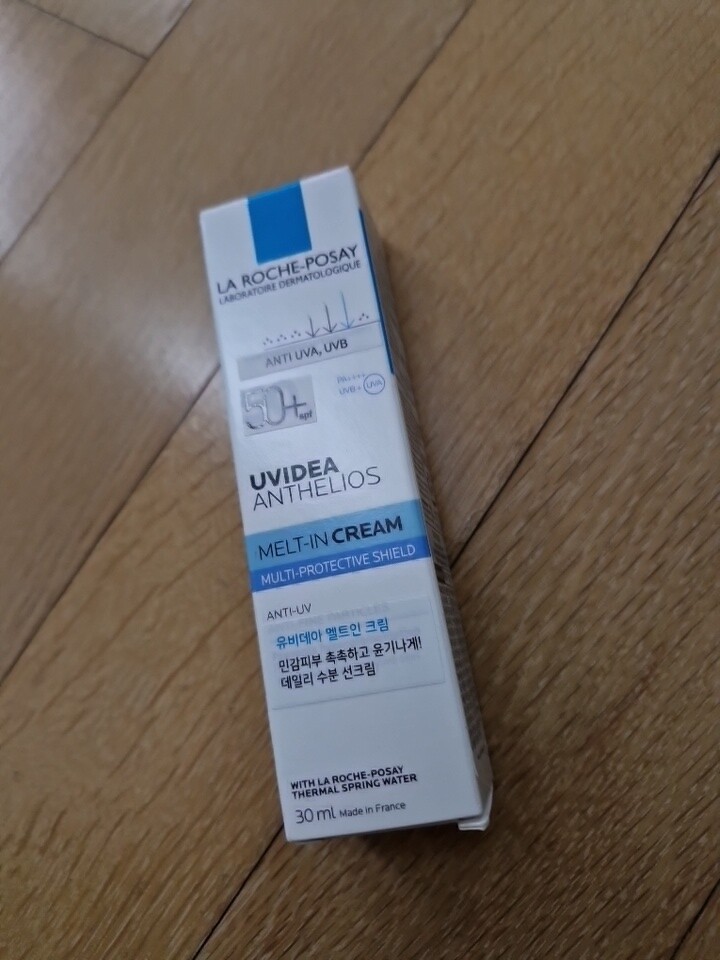 LA ROCHE-POSAY
LABORATOIRE DERMATOLOGIQUE
ANTI UVA, UVB
50+ spf
PA++++
UVB + UVA
UVIDEA
ANTHELIOS
MELT-IN CREAM
MULTI-PROTECTIVE SHIELD
ANTI-UV
유비데아 멜트인 크림
민감피부 촉촉하고 윤기나게!
데일리 수분 선크림
WITH LA ROCHE-POSAY
THERMAL SPRING WATER
30 ml Made in France